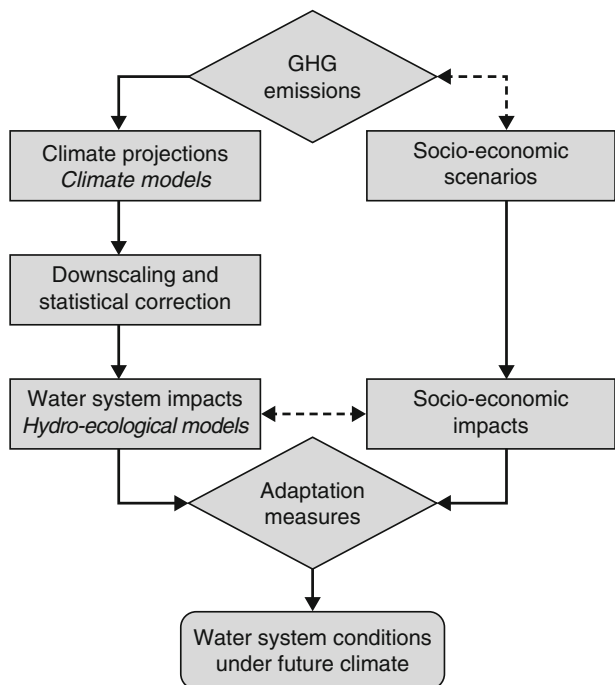 GHG
emissions
Climate projections
Climate models
Socio-economic
scenarios
Downscaling and
statistical correction
Water system impacts
Hydro-ecological models
Socio-economic
impacts
Adaptation
measures
Water system conditions
under future climate